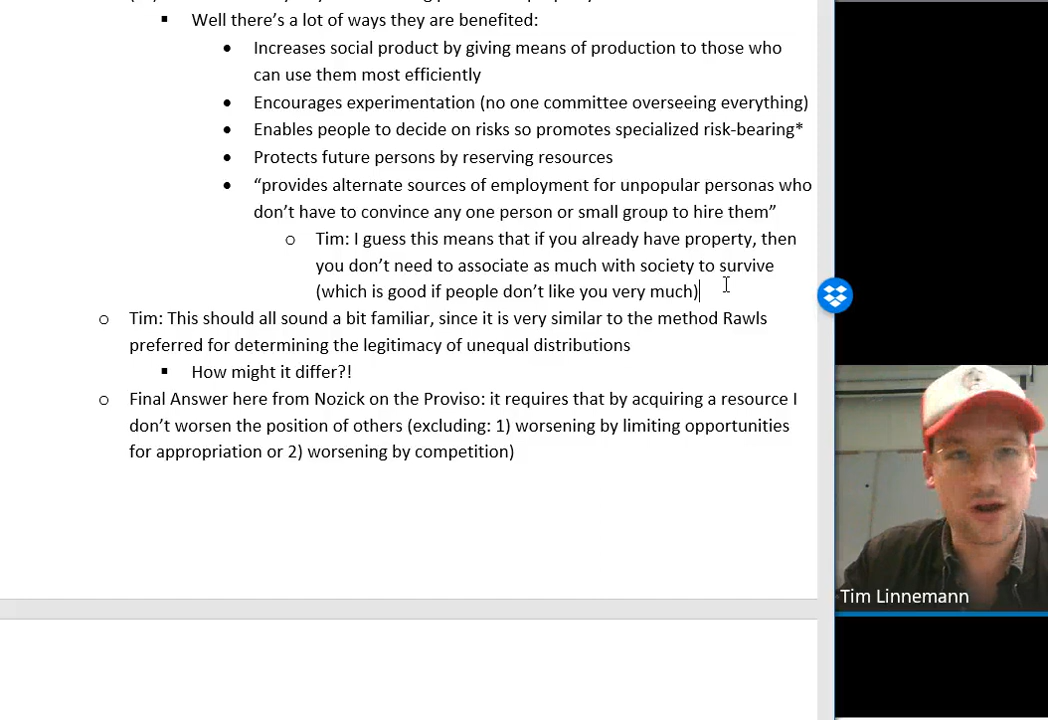 Well there's a lot of ways they are benefited:
Increases social product by giving means of production to those who
can use them most efficiently
Encourages experimentation (no one committee overseeing everything)
Enables people to decide on risks so promotes specialized risk-bearing*
Protects future persons by reserving resources
“provides alternate sources of employment for unpopular personas who
don't have to convince any one person or small group to hire them”
Tim: I guess this means that if you already have property, then
you don't need to associate as much with society to survive
(which is good if people don't like you very much)
Tim: This should all sound a bit familiar, since it is very similar to the method Rawls
preferred for determining the legitimacy of unequal distributions
How might it differ?!
Final Answer here from Nozick on the Proviso: it requires that by acquiring a resource I
don't worsen the position of others (excluding: 1) worsening by limiting opportunities
for appropriation or 2) worsening by competition)
Tim Linnemann